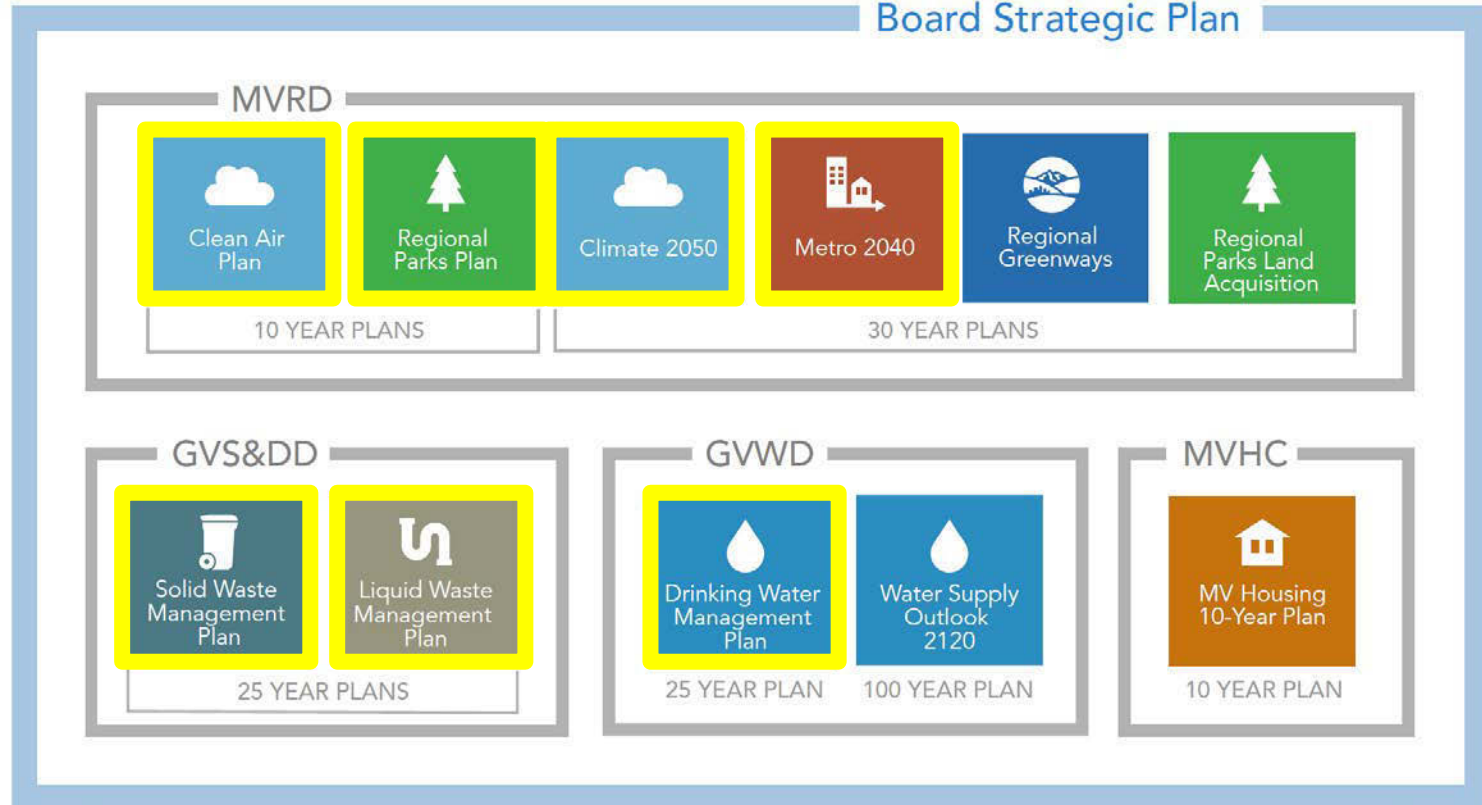 Board Strategic Plan
MVRD
Clean Air
Plan
Regional
Parks Plan
Climate 2050
Metro 2040
Regional
Greenways
Regional
Parks Land
Acquisition
10 YEAR PLANS
30 YEAR PLANS
GVS&DD
Solid Waste
Management
Plan
Liquid Waste
Management
Plan
25 YEAR PLANS
GVWD
Drinking Water
Management
Plan
Water Supply
Outlook
2120
25 YEAR PLAN
100 YEAR PLAN
MVHC
MV Housing
10-Year Plan
10 YEAR PLAN